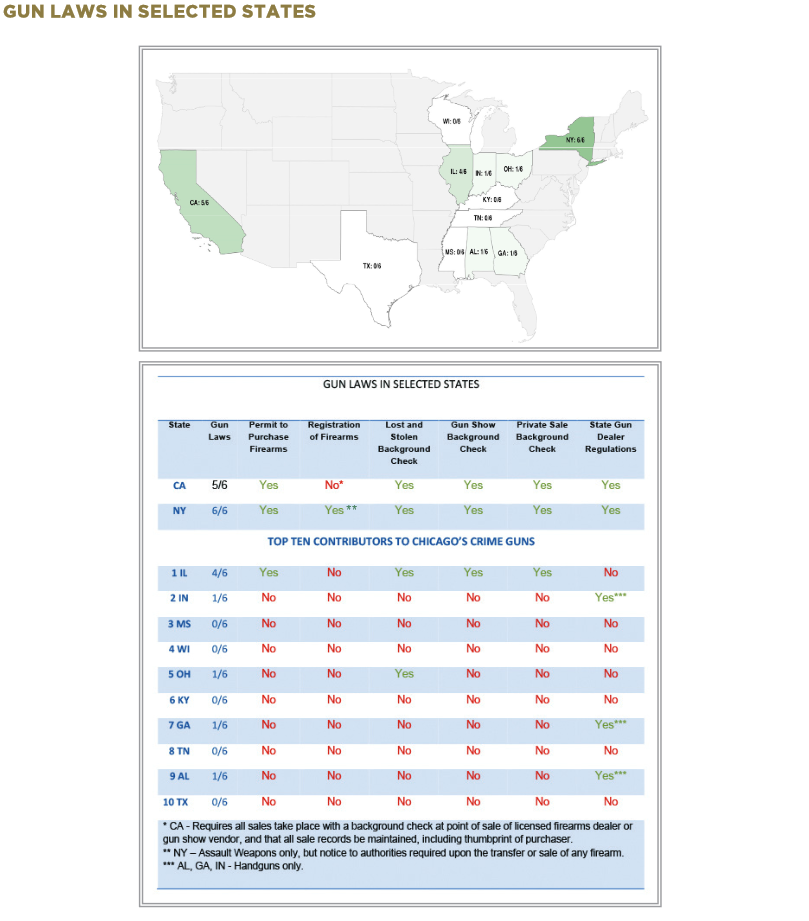 GUN LAWS IN SELECTED STATES
WI: 0/6
NY: 6/6
IL: 4/6
IN: 1/6
OH: 1/6
CA: 5/6
KY: 0/6
TN: 0/6
MS: 0/6
AL: 1/6
GA: 1/6
TX: 0/6
GUN LAWS IN SELECTED STATES
State Gun Laws Permit to Purchase Firearms Registration of Firearms Lost and Stolen Background Check Gun Show Background Check Private Sale Background Check State Gun Dealer Regulations
CA 5/6 Yes No* Yes Yes Yes Yes
NY 6/6 Yes Yes ** Yes Yes Yes Yes
TOP TEN CONTRIBUTORS TO CHICAGO'S CRIME GUNS
1 IL 4/6 Yes No Yes Yes Yes No
2 IN 1/6 No No No No No Yes***
3 MS 0/6 No No No No No No
4 WI 0/6 No No No No No No
5 OH 1/6 No No Yes No No No
6 KY 0/6 No No No No No No
7 GA 1/6 No No No No No Yes***
8 TN 0/6 No No No No No No
9 AL 1/6 No No No No No Yes***
10 TX 0/6 No No No No No No
* CA - Requires all sales take place with a background check at point of sale of licensed firearms dealer or
gun show vendor, and that all sale records be maintained, including thumbprint of purchaser.
** NY – Assault Weapons only, but notice to authorities required upon the transfer or sale of any firearm.
*** AL, GA, IN - Handguns only.